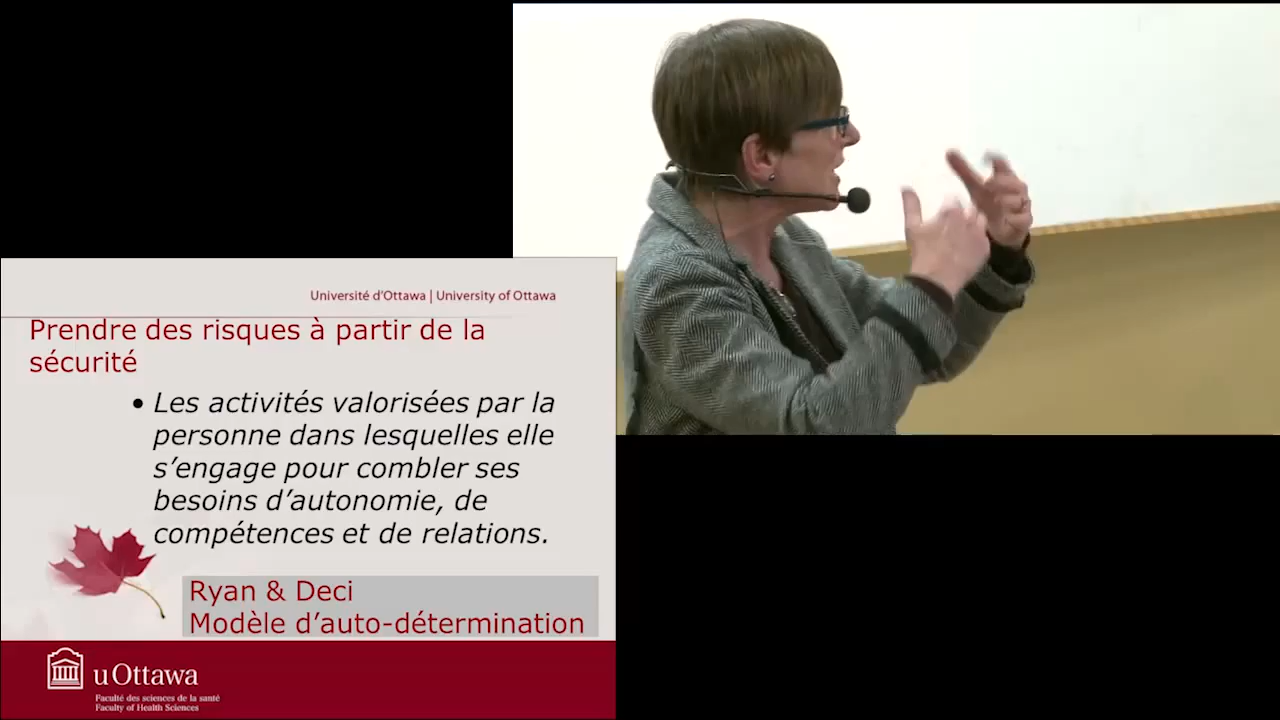 Université d'Ottawa | University of Ottawa
Prendre des risques à partir de la
sécurité
• Les activités valorisées par la
personne dans lesquelles elle
s’engage pour combler ses
besoins d’autonomie, de
compétences et de relations.
Ryan & Deci
Modèle d’auto-détermination
uOttawa
Faculté des sciences de la santé
Faculty of Health Sciences